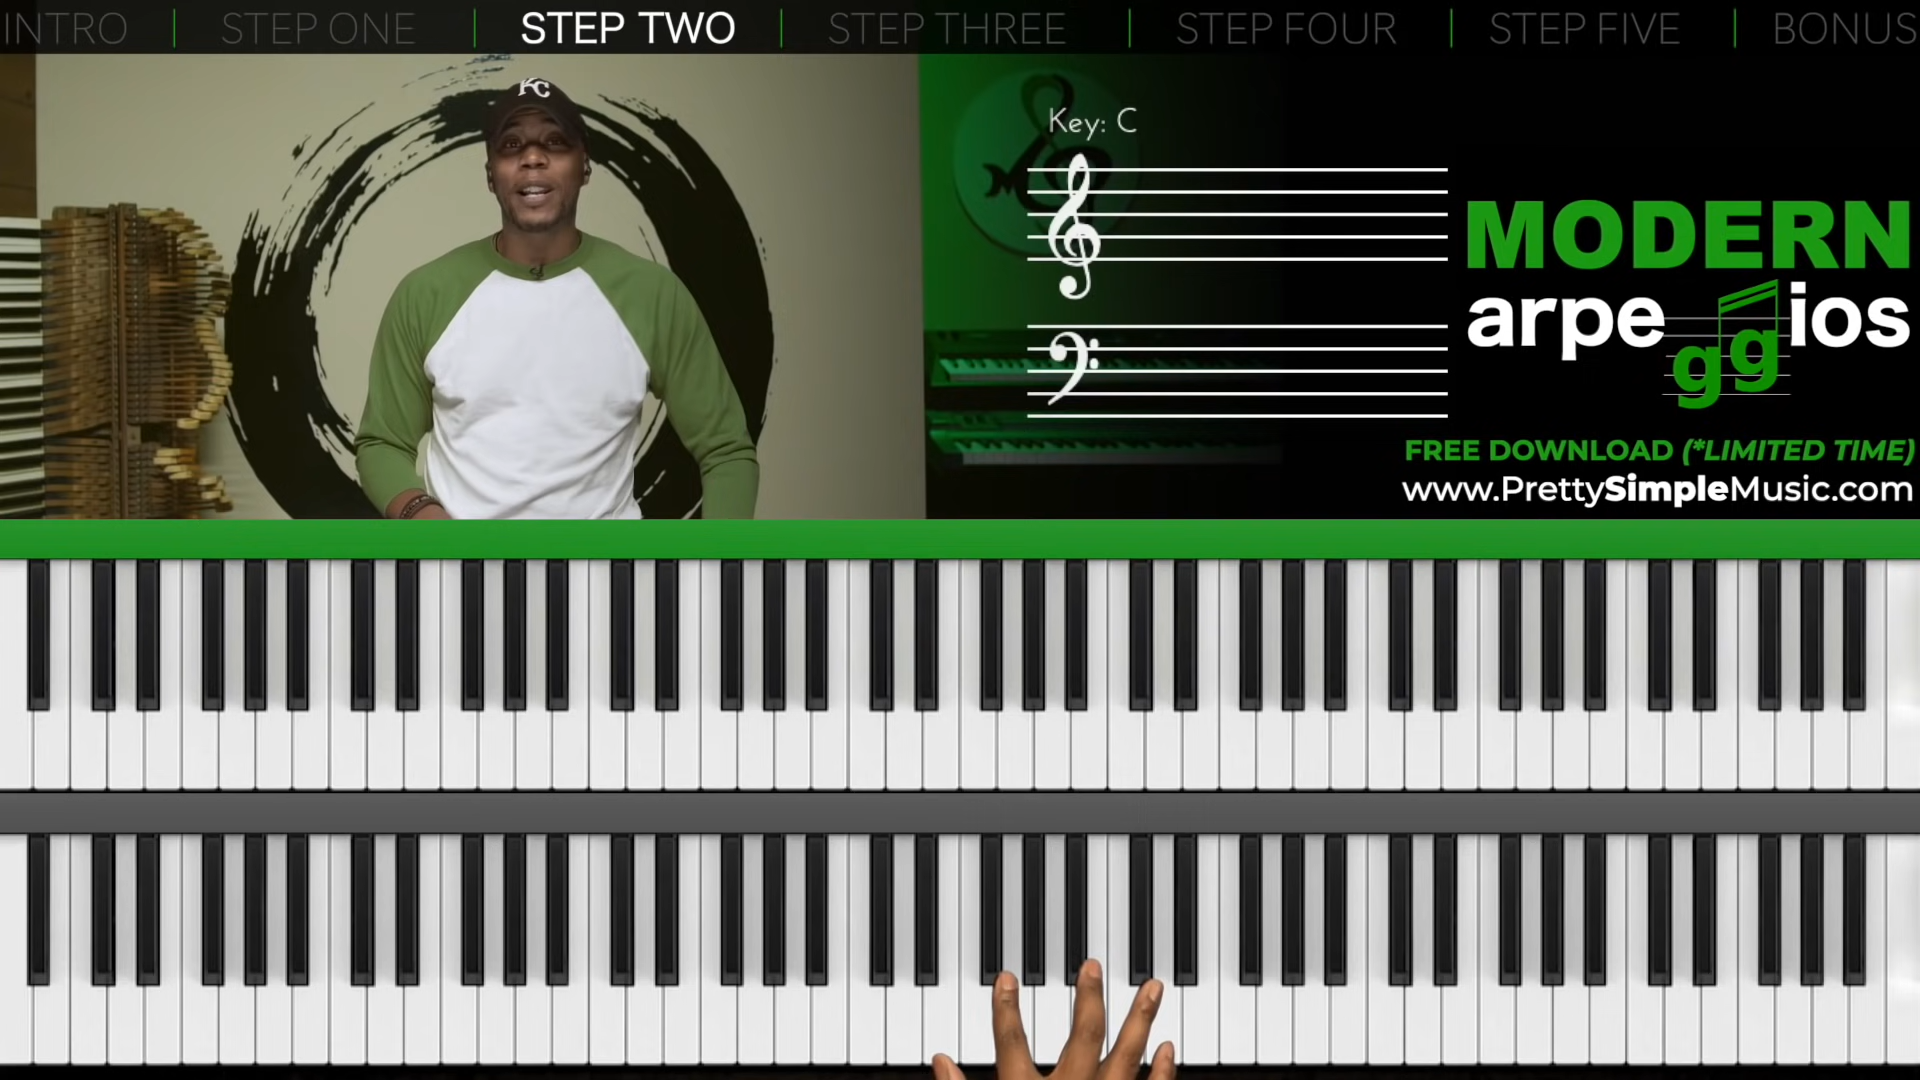 INTRO | STEP ONE | STEP TWO | STEP THREE | STEP FOUR | STEP FIVE | BONUS
KC
Key: C
MODERN
arpeggios
FREE DOWNLOAD (*LIMITED TIME)
www.PrettySimpleMusic.com